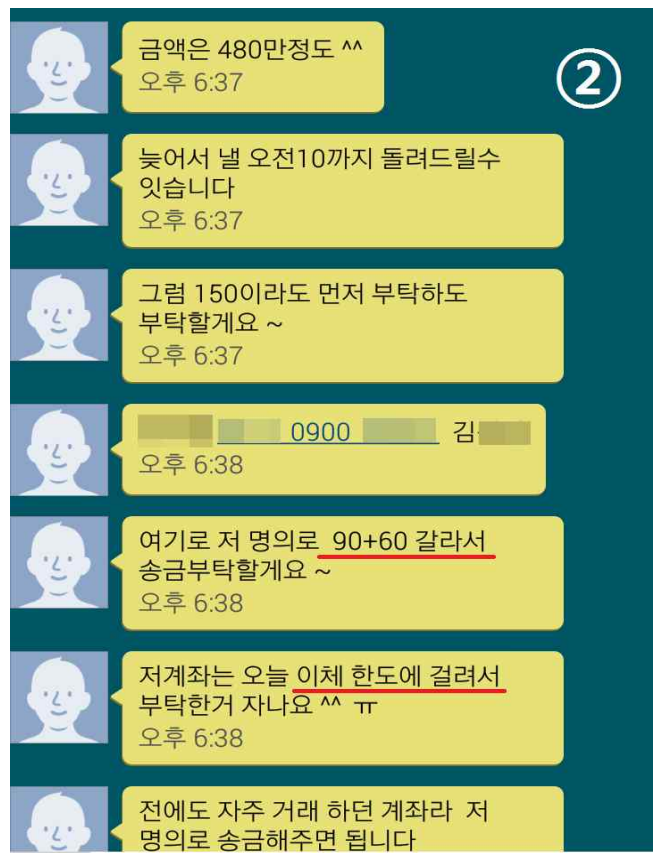 금액은 480만정도 ^^
오후 6:37
②
늦어서 낼 오전10까지 돌려드릴수
잇습니다
오후 6:37
그럼 150이라도 먼저 부탁하도
부탁할게요 ~
오후 6:37
0900 김
오후 6:38
여기로 저 명의로 90+60 갈라서
송금부탁할게요 ~
오후 6:38
저계좌는 오늘 이체 한도에 걸려서
부탁한거 자나요 ^^ ㅠ
오후 6:38
전에도 자주 거래 하던 계좌라 저
명의로 송금해주면 됩니다